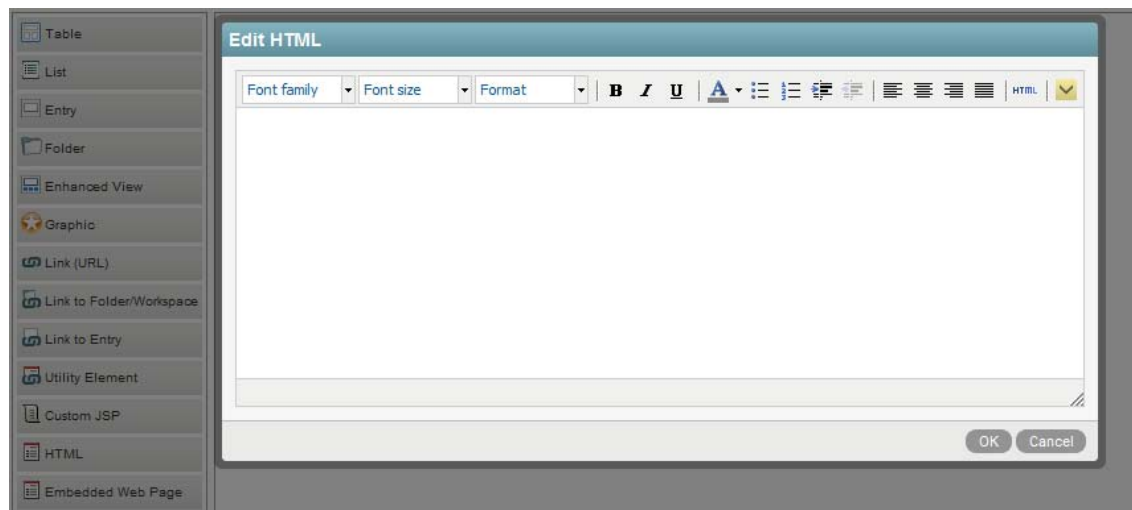 Table
List
Entry
Folder
Enhanced View
Graphic
Link (URL)
Link to Folder/Workspace
Link to Entry
Utility Element
Custom JSP
HTML
Embedded Web Page
Edit HTML
Font family Font size Format B I U A HTML
OK Cancel